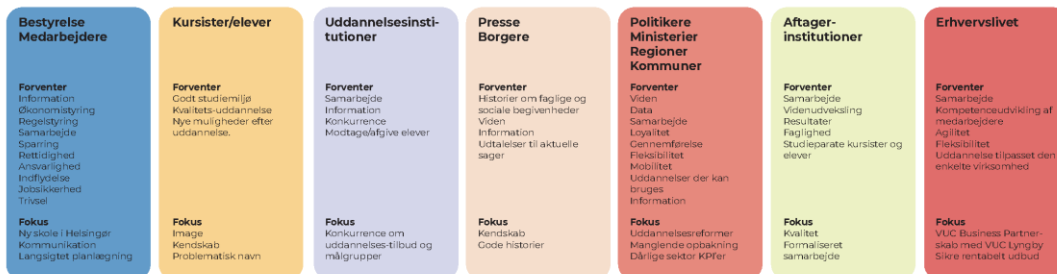 Bestyrelse
Medarbejdere
Forventer
Information
Økonomistyring
Regelstyring
Samarbejde
Sparring
Rettidighed
Ansvarlighed
Indflydelse
Jobsikkerhed
Trivsel
Fokus
Ny skole i Helsingør
Kommunikation
Langsigtet planlægning
Kursister/elever
Forventer
Godt studiemiljø
Kvalitets-uddannelse
Nye muligheder efter
uddannelse.
Fokus
Image
Kendskab
Problematisk navn
Uddannelsesinsti-
tutioner
Forventer
Samarbejde
Information
Konkurrence
Modtage/afgive elever
Fokus
Konkurrence om
uddannelses-tilbud og
målgrupper
Presse
Borgere
Forventer
Historier om faglige og
sociale begivenheder
Viden
Information
Udtalelser til aktuelle
sager
Fokus
Kendskab
Gode historier
Politikere
Ministerier
Regioner
Kommuner
Forventer
Viden
Data
Samarbejde
Loyalitet
Gennemførelse
Fleksibilitet
Mobilitet
Uddannelser der kan
bruges
Information
Fokus
Uddannelsesreformer
Manglende opbakning
Dårlige sektor KPfer
Aftager-
institutioner
Forventer
Samarbejde
Videnudveksling
Resultater
Faglighed
Studieparate kursister og
elever
Fokus
Kvalitet
Formaliseret
samarbejde
Erhvervslivet
Forventer
Samarbejde
Kompetenceudvikling af
medarbejdere
Agilitet
Fleksibilitet
Uddannelse tilpasset den
enkelte virksomhed
Fokus
VUC Business Partner-
skab med VUC Lyngby
Sikre rentabelt udbud